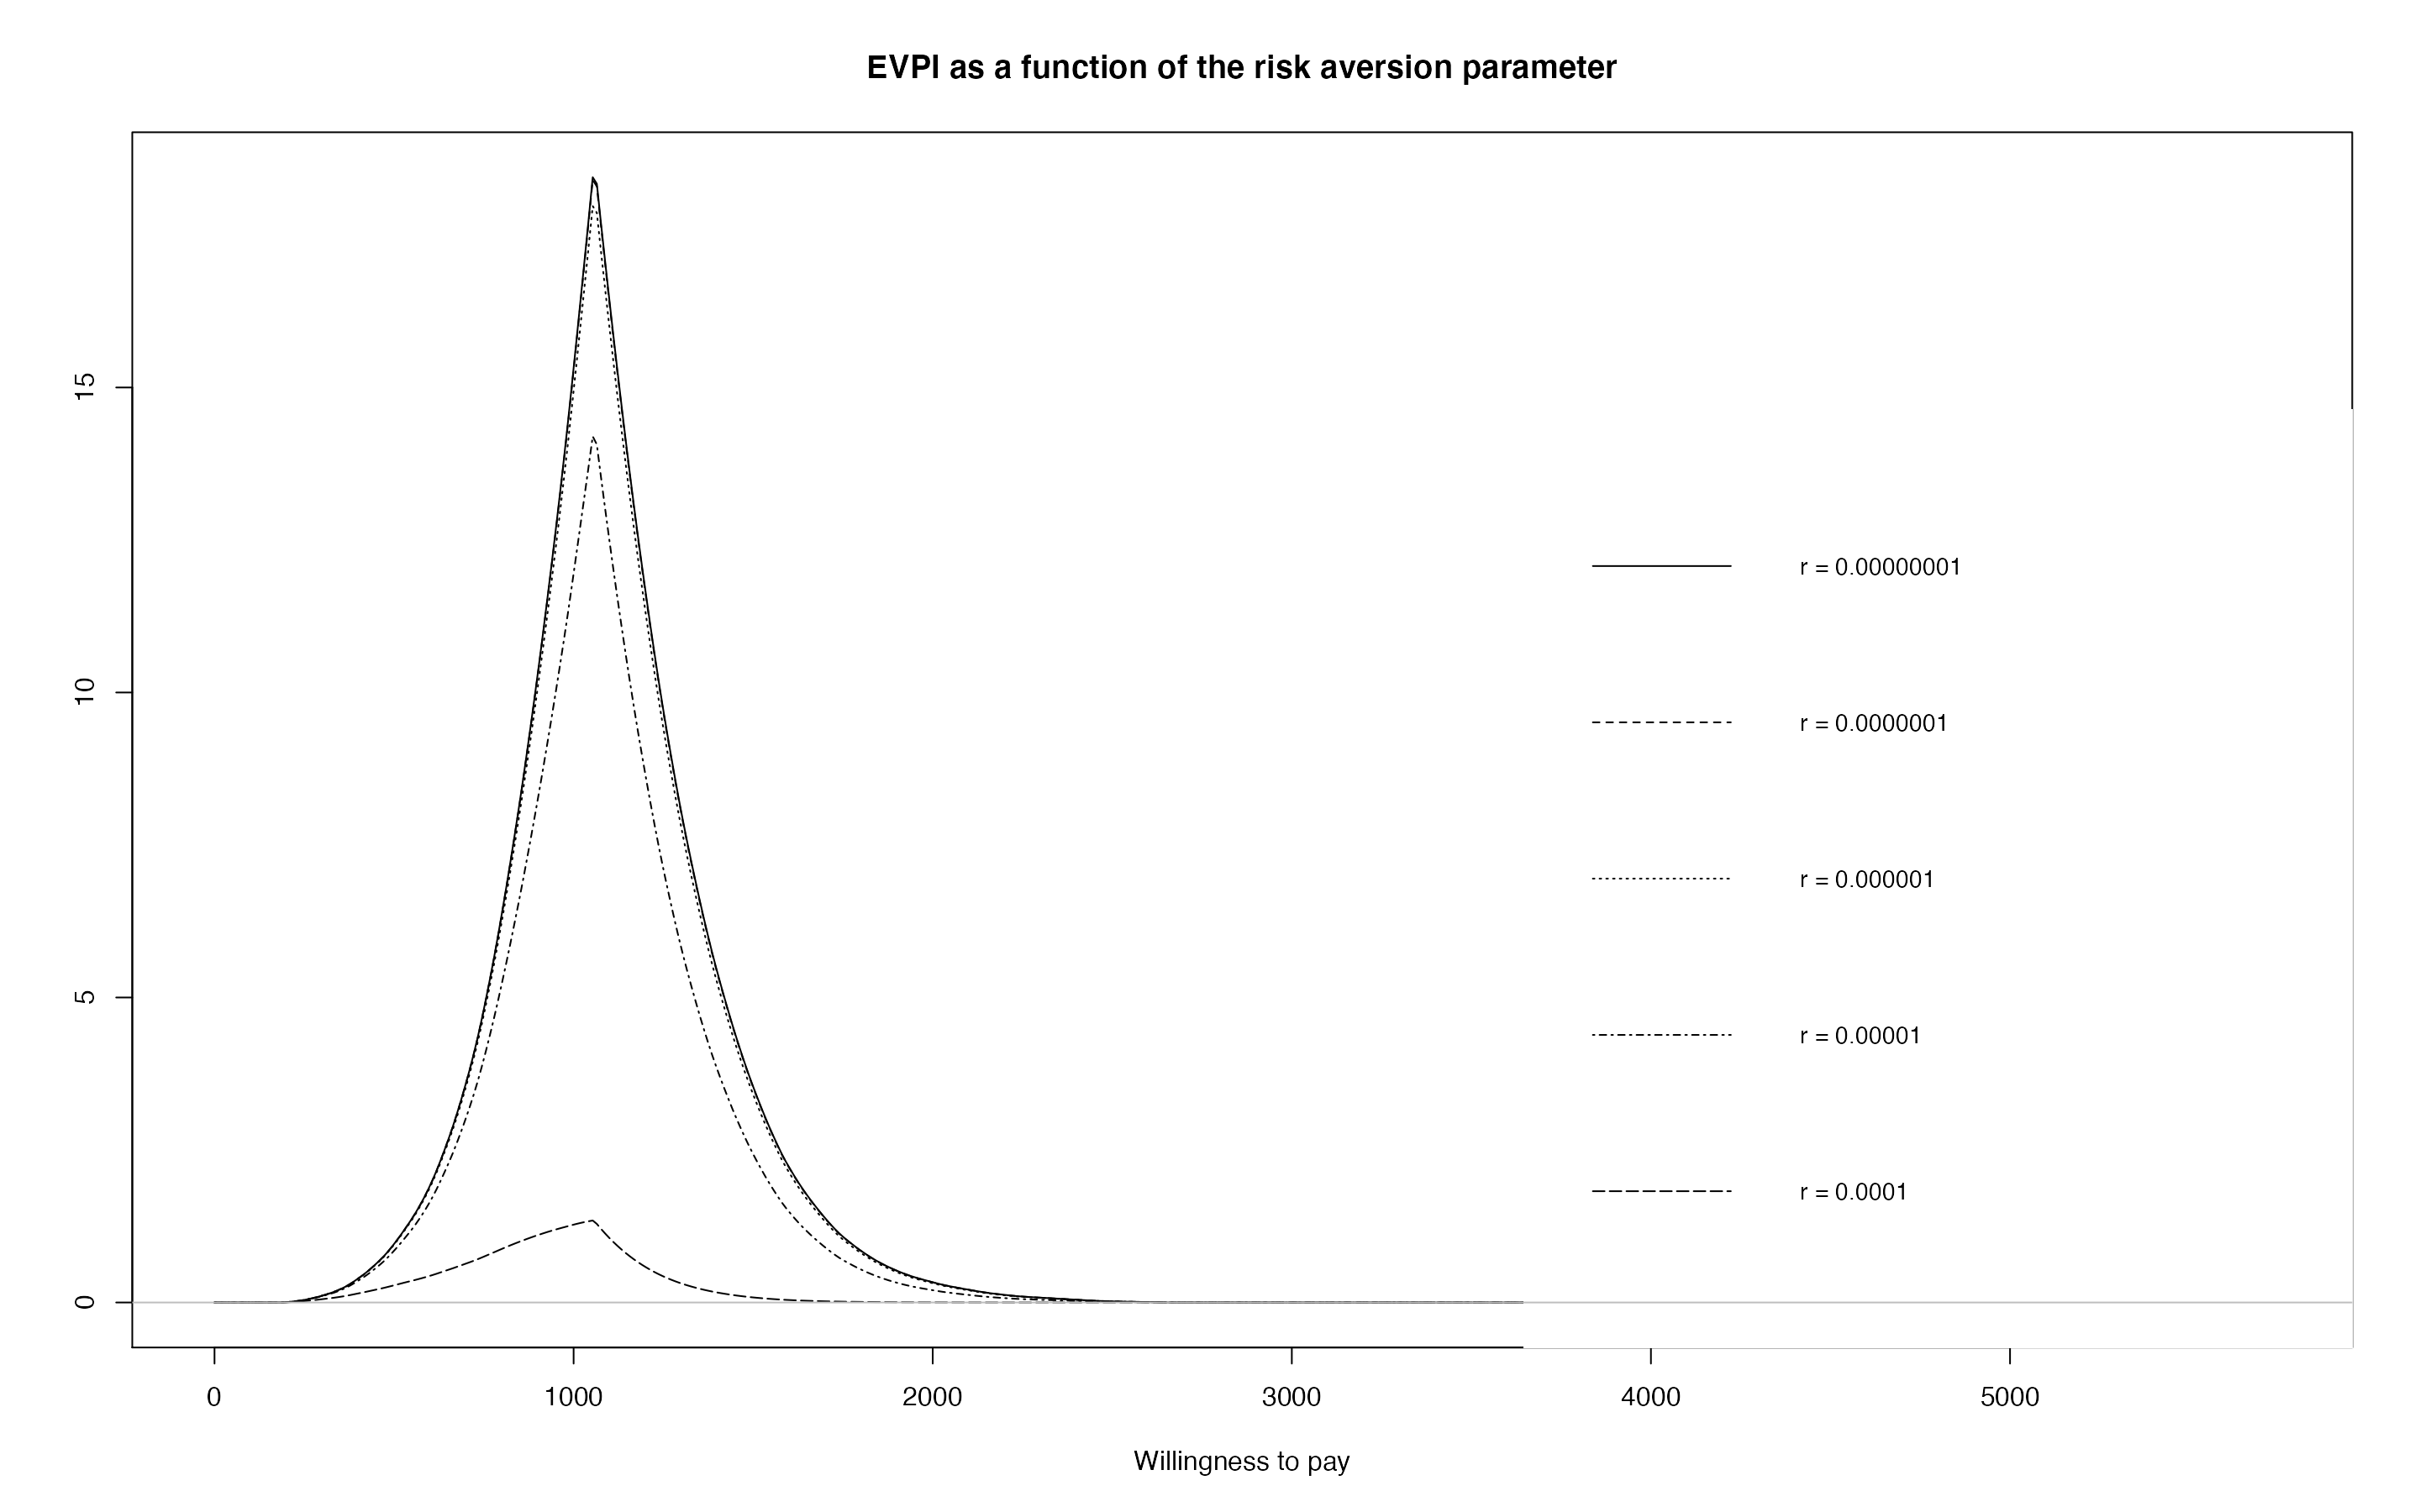 EVPI as a function of the risk aversion parameter
15
10
5
0
r = 0.00000001
r = 0.0000001
r = 0.000001
r = 0.00001
r = 0.0001
0 1000 2000 3000 4000 5000
Willingness to pay